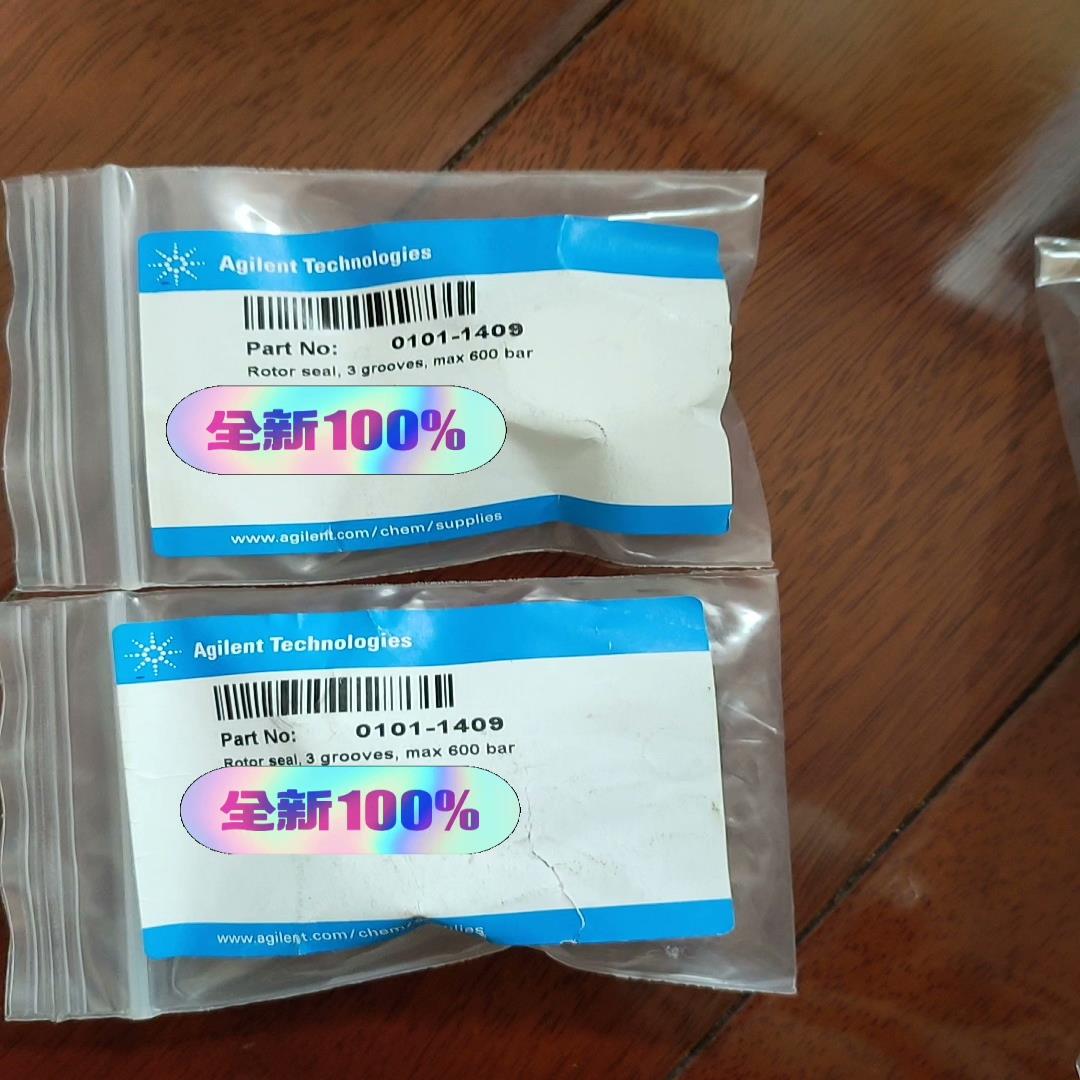 Agilent Technologies
Part No: 0101-1409
Rotor seal, 3 grooves, max 600 bar
全新100%
www.agilent.com/chem/supplies
Agilent Technologies
Part No: 0101-1409
Rotor seal, 3 grooves, max 600 bar
全新100%
www.agilent.com/chem/supplies